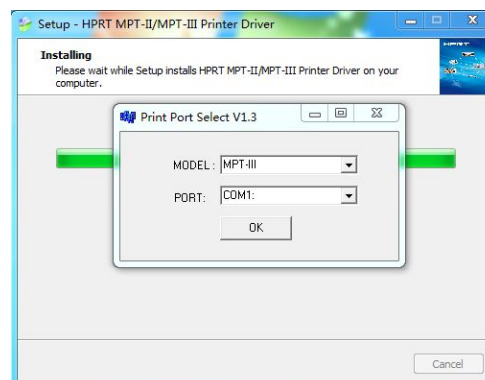 Setup - HPRT MPT-II/MPT-III Printer Driver
Installing
Please wait while Setup installs HPRT MPT-II/MPT-III Printer Driver on your
computer.
HPRT
Print Port Select V1.3
MODEL: MPT-III
PORT: COM1:
OK
Cancel